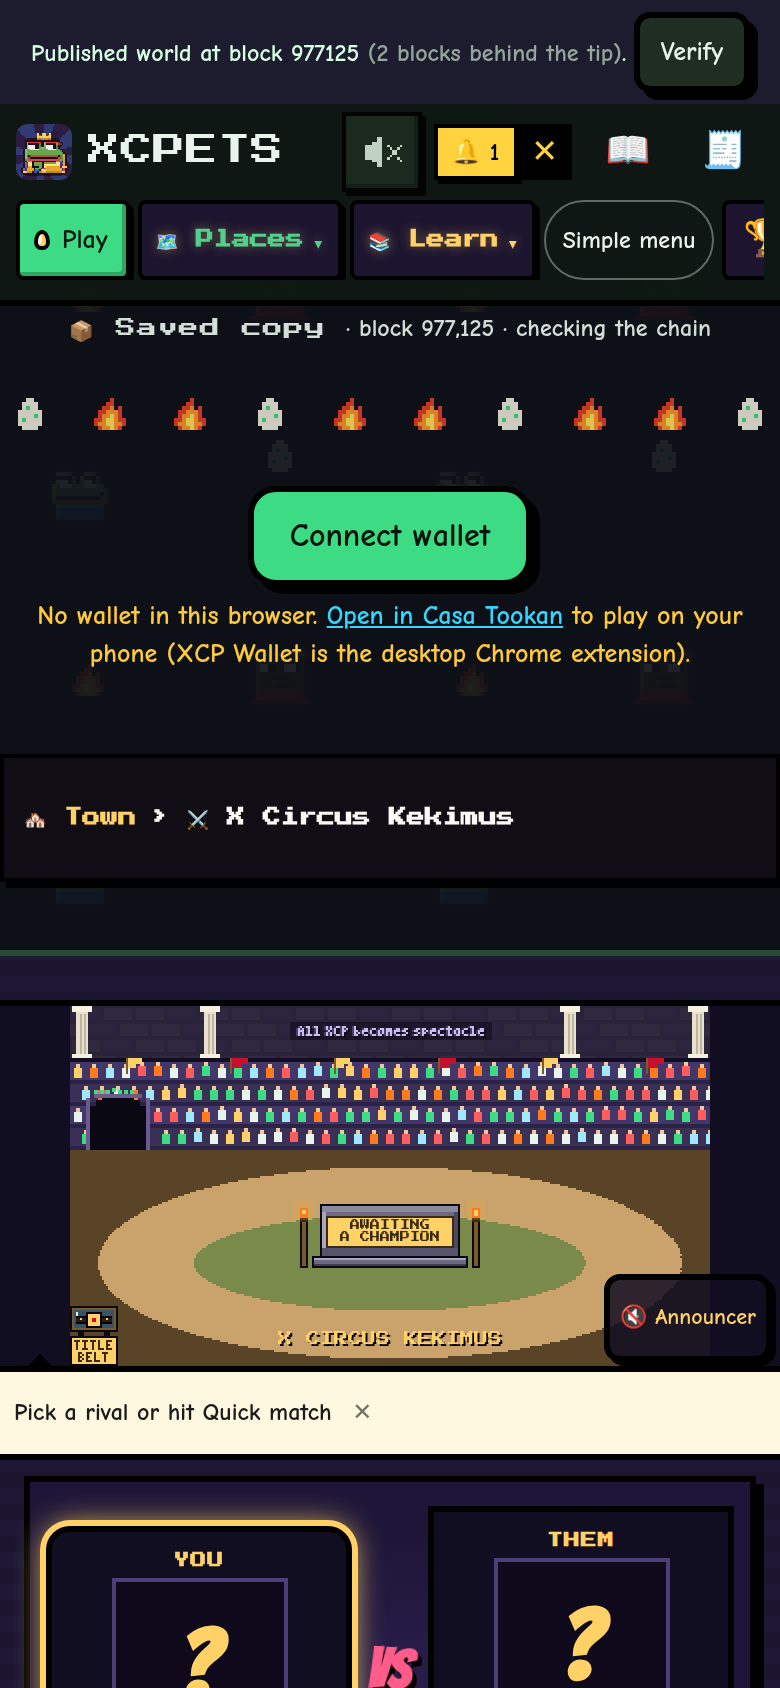 Published world at block 977125 (2 blocks behind the tip).
Verify
XCPETS
1 ✕
Play
Places ▾
Learn ▾
Simple menu
Saved copy · block 977,125 · checking the chain
Connect wallet
No wallet in this browser. Open in Casa Tookan to play on your
phone (XCP Wallet is the desktop Chrome extension).
Town › X Circus Kekimus
All XCP becomes spectacle
AWAITING
A CHAMPION
TITLE
BELT
X CIRCUS KEKIMUS
Announcer
Pick a rival or hit Quick match ✕
YOU
THEM
?
?
VS